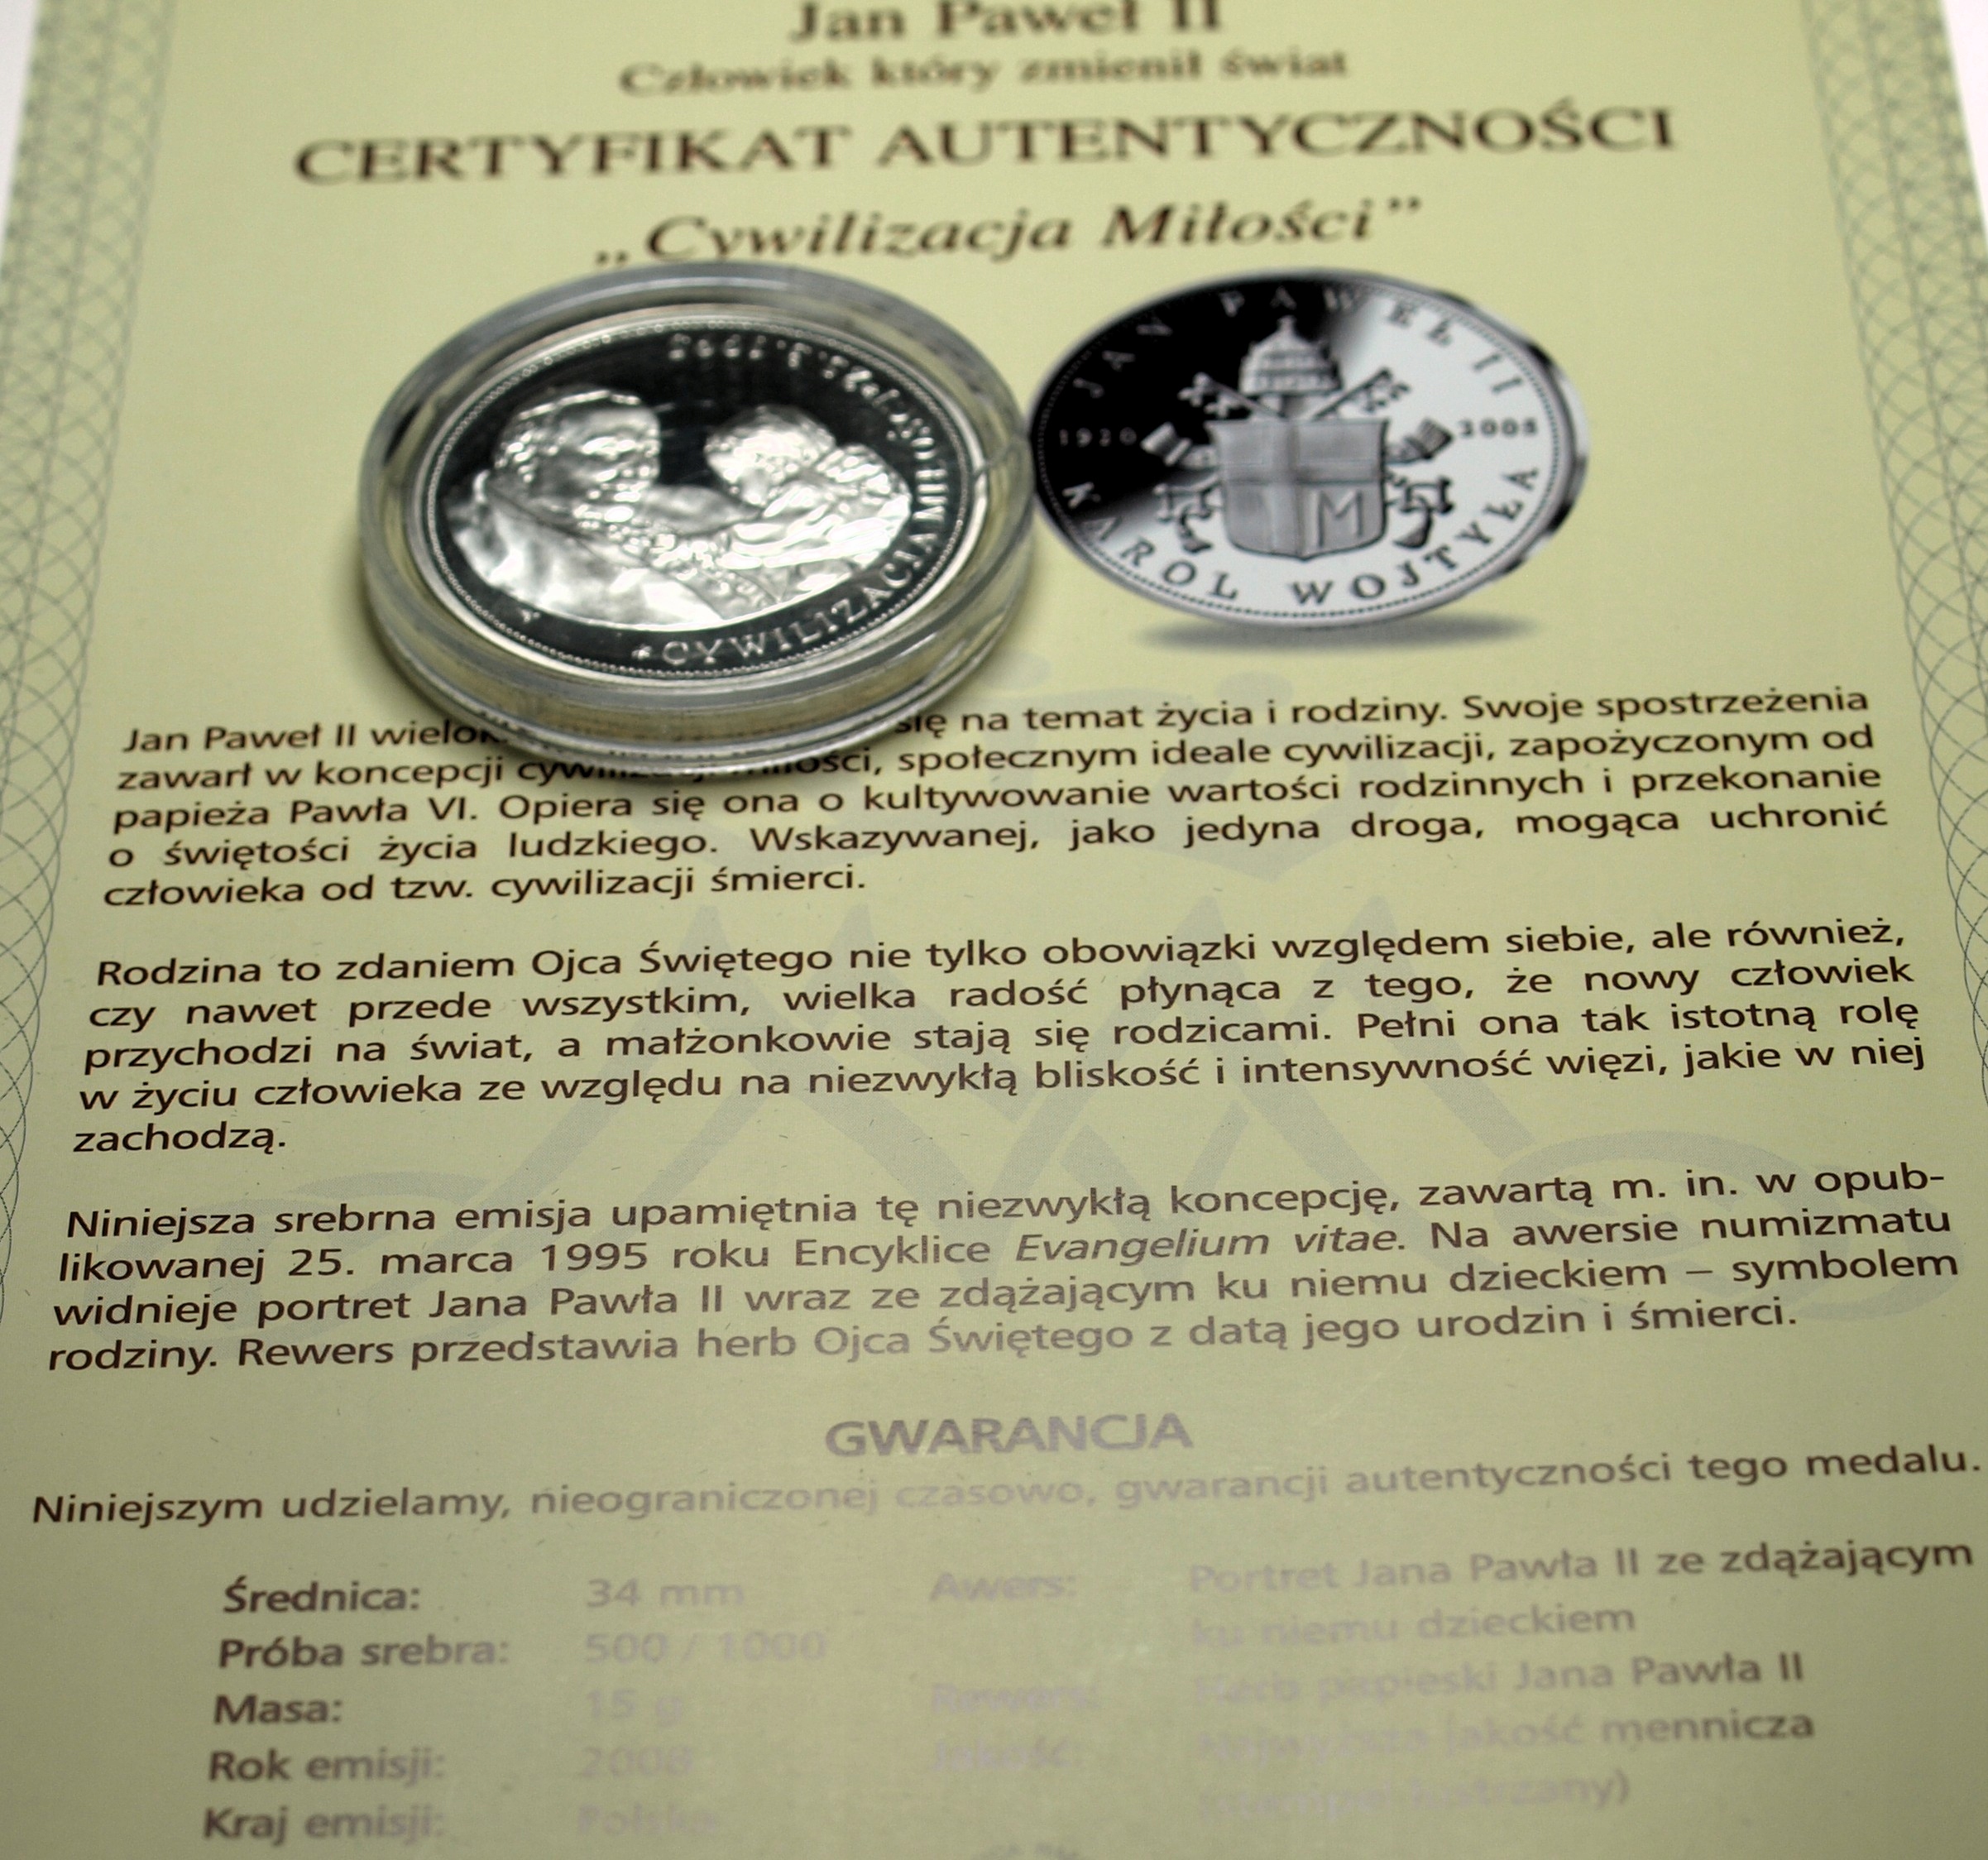 Jan Paweł II
Człowiek który zmienił świat
CERTYFIKAT AUTENTYCZNOŚCI
„Cywilizacja Miłości”
CYWILIZACJA MIŁOŚCI
JAN PAWEŁ II
1920 2005
KAROL WOJTYŁA
M
Jan Paweł II się na temat życia i rodziny. Swoje spostrzeżenia
zawarł w koncepcji cywilizacji miłości, społecznym ideale cywilizacji, zapożyczonym od
papieża Pawła VI. Opiera się ona o kultywowanie wartości rodzinnych i przekonanie
o świętości życia ludzkiego. Wskazywanej, jako jedyna droga, mogąca uchronić
człowieka od tzw. cywilizacji śmierci.
Rodzina to zdaniem Ojca Świętego nie tylko obowiązki względem siebie, ale również,
czy nawet przede wszystkim, wielka radość płynąca z tego, że nowy człowiek
przychodzi na świat, a małżonkowie stają się rodzicami. Pełni ona tak istotną rolę
w życiu człowieka ze względu na niezwykłą bliskość i intensywność więzi, jakie w niej
zachodzą.
Niniejsza srebrna emisja upamiętnia tę niezwykłą koncepcję, zawartą m. in. w opub-
likowanej 25. marca 1995 roku Encyklice Evangelium vitae. Na awersie numizmatu
widnieje portret Jana Pawła II wraz ze zdążającym ku niemu dzieckiem – symbolem
rodziny. Rewers przedstawia herb Ojca Świętego z datą jego urodzin i śmierci.
GWARANCJA
Niniejszym udzielamy, nieograniczonej czasowo, gwarancji autentyczności tego medalu.
Średnica: 34 mm Awers: Portret Jana Pawła II ze zdążającym
ku niemu dzieckiem
Próba srebra: 500 / 1000
Masa: 15 g Rewers: Herb papieski Jana Pawła II
Rok emisji: Jakość: Najwyższa jakość mennicza
(stempel lustrzany)
Kraj emisji: Polska